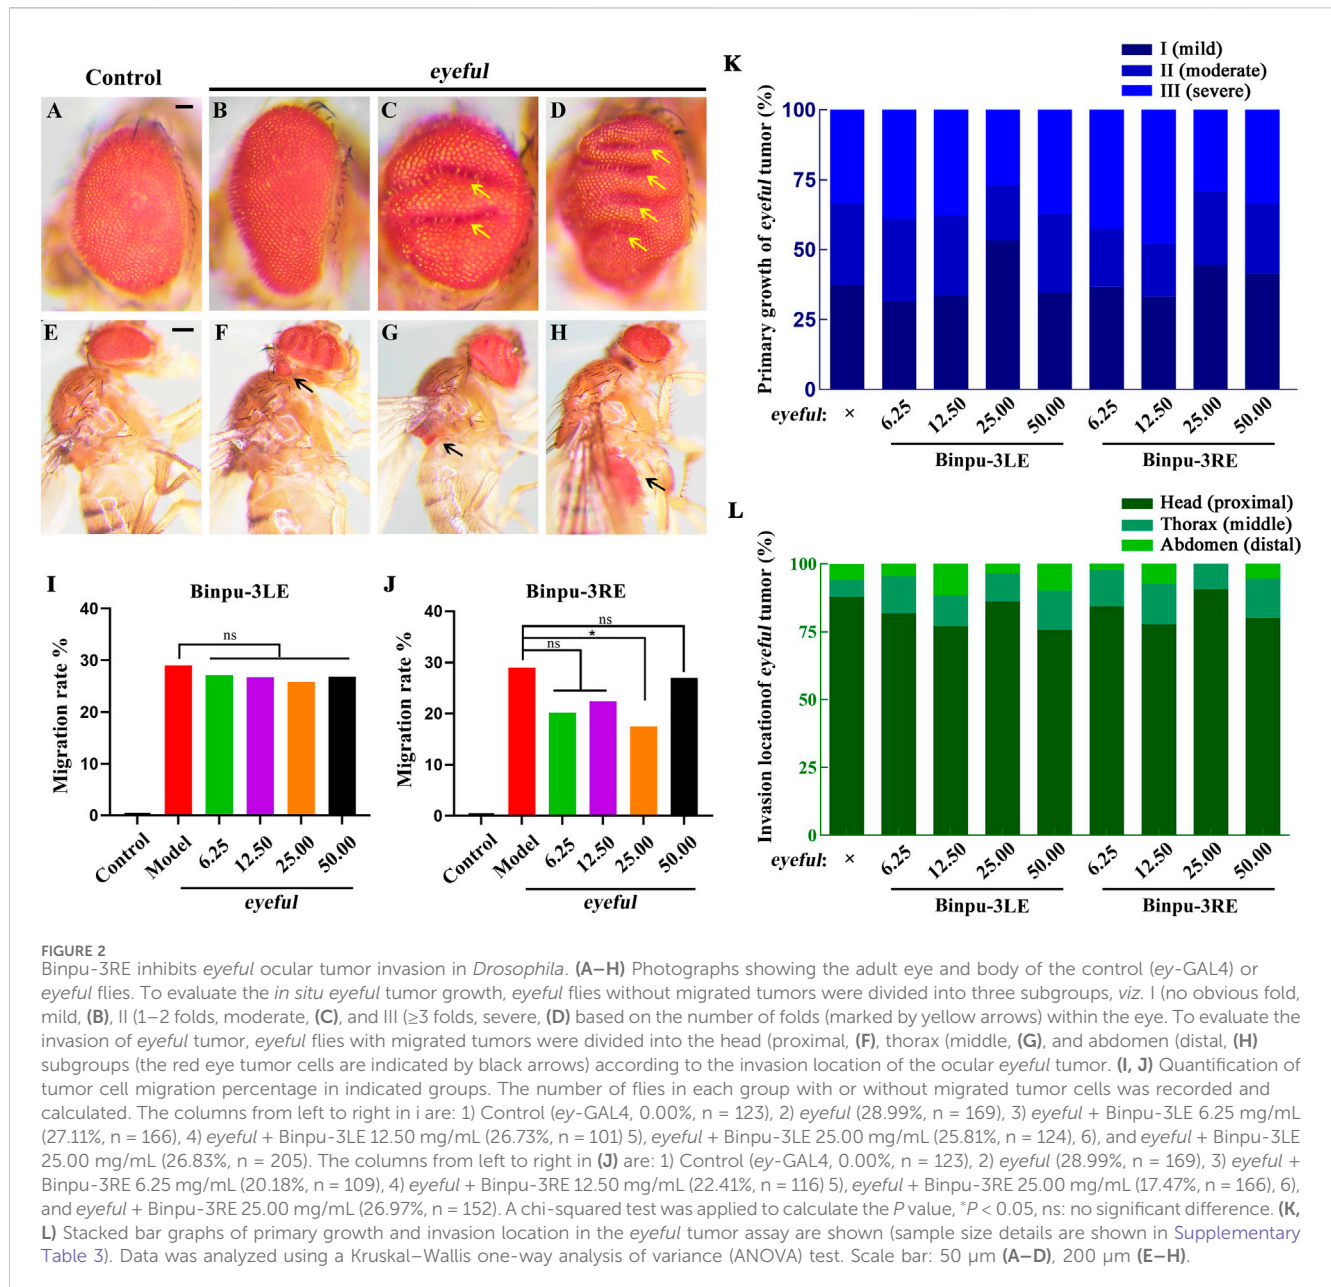 Control
eyeful
A
B
C
D
E
F
G
H
I
Binpu-3LE
Migration rate %
40
30
20
10
0
ns
Control
Model
6.25
12.50
25.00
50.00
eyeful
J
Binpu-3RE
Migration rate %
40
30
20
10
0
ns
*
ns
Control
Model
6.25
12.50
25.00
50.00
eyeful
K
I (mild)
II (moderate)
III (severe)
Primary growth of eyeful tumor (%)
100
75
50
25
0
eyeful: × 6.25 12.50 25.00 50.00 6.25 12.50 25.00 50.00
Binpu-3LE Binpu-3RE
L
Head (proximal)
Thorax (middle)
Abdomen (distal)
Invasion locationof eyeful tumor (%)
100
75
50
25
0
eyeful: × 6.25 12.50 25.00 50.00 6.25 12.50 25.00 50.00
Binpu-3LE Binpu-3RE
FIGURE 2
Binpu-3RE inhibits eyeful ocular tumor invasion in Drosophila. (A–H) Photographs showing the adult eye and body of the control (ey-GAL4) or
eyeful flies. To evaluate the in situ eyeful tumor growth, eyeful flies without migrated tumors were divided into three subgroups, viz. I (no obvious fold,
mild, (B), II (1–2 folds, moderate, (C), and III (≥3 folds, severe, (D) based on the number of folds (marked by yellow arrows) within the eye. To evaluate the
invasion of eyeful tumor, eyeful flies with migrated tumors were divided into the head (proximal, (F), thorax (middle, (G), and abdomen (distal, (H)
subgroups (the red eye tumor cells are indicated by black arrows) according to the invasion location of the ocular eyeful tumor. (I, J) Quantification of
tumor cell migration percentage in indicated groups. The number of flies in each group with or without migrated tumor cells was recorded and
calculated. The columns from left to right in i are: 1) Control (ey-GAL4, 0.00%, n = 123), 2) eyeful (28.99%, n = 169), 3) eyeful + Binpu-3LE 6.25 mg/mL
(27.11%, n = 166), 4) eyeful + Binpu-3LE 12.50 mg/mL (26.73%, n = 101) 5), eyeful + Binpu-3LE 25.00 mg/mL (25.81%, n = 124), 6), and eyeful + Binpu-3LE
25.00 mg/mL (26.83%, n = 205). The columns from left to right in (J) are: 1) Control (ey-GAL4, 0.00%, n = 123), 2) eyeful (28.99%, n = 169), 3) eyeful +
Binpu-3RE 6.25 mg/mL (20.18%, n = 109), 4) eyeful + Binpu-3RE 12.50 mg/mL (22.41%, n = 116) 5), eyeful + Binpu-3RE 25.00 mg/mL (17.47%, n = 166), 6),
and eyeful + Binpu-3RE 25.00 mg/mL (26.97%, n = 152). A chi-squared test was applied to calculate the P value, *P < 0.05, ns: no significant difference. (K,
L) Stacked bar graphs of primary growth and invasion location in the eyeful tumor assay are shown (sample size details are shown in Supplementary
Table 3). Data was analyzed using a Kruskal–Wallis one-way analysis of variance (ANOVA) test. Scale bar: 50 µm (A–D), 200 µm (E–H).